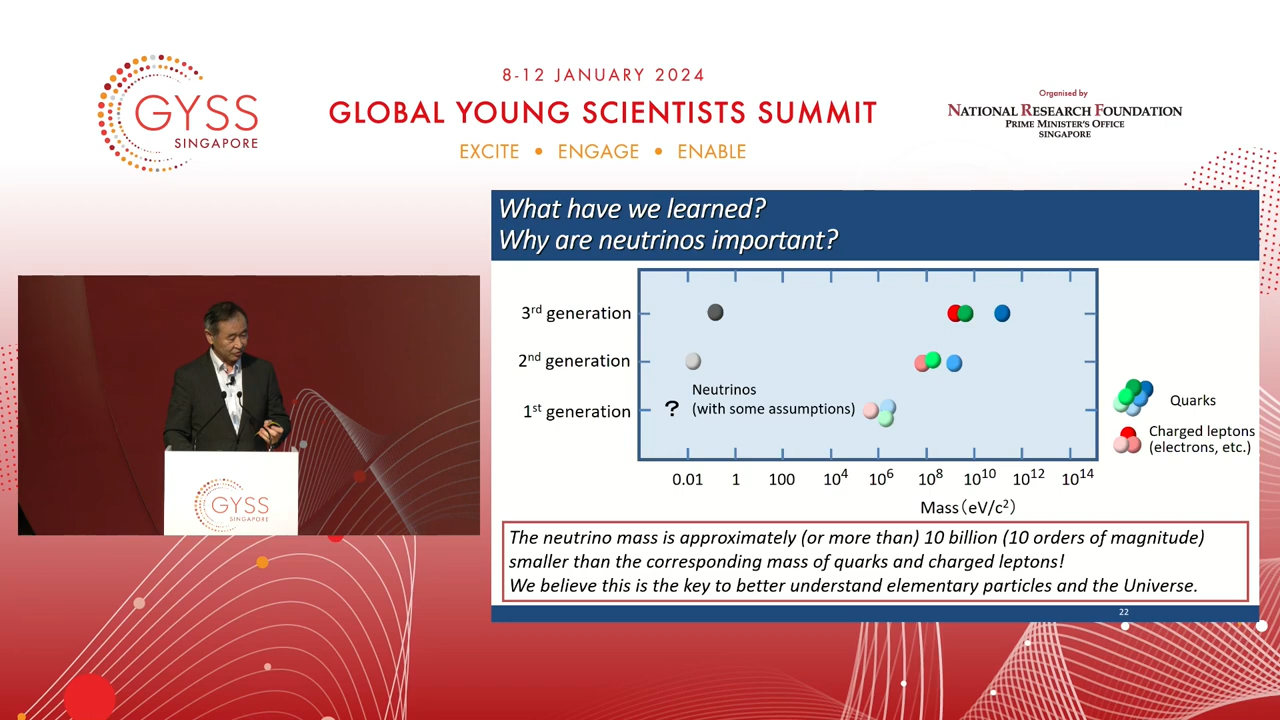 GYSS
SINGAPORE
8-12 JANUARY 2024
GLOBAL YOUNG SCIENTISTS SUMMIT
EXCITE • ENGAGE • ENABLE
Organised by
NATIONAL RESEARCH FOUNDATION
PRIME MINISTER'S OFFICE
SINGAPORE
What have we learned?
Why are neutrinos important?
3rd generation
2nd generation
1st generation
?
Neutrinos
(with some assumptions)
0.01 1 100 10⁴ 10⁶ 10⁸ 10¹⁰ 10¹² 10¹⁴
Mass (eV/c²)
Quarks
Charged leptons
(electrons, etc.)
The neutrino mass is approximately (or more than) 10 billion (10 orders of magnitude)
smaller than the corresponding mass of quarks and charged leptons!
We believe this is the key to better understand elementary particles and the Universe.
22
GYSS
SINGAPORE